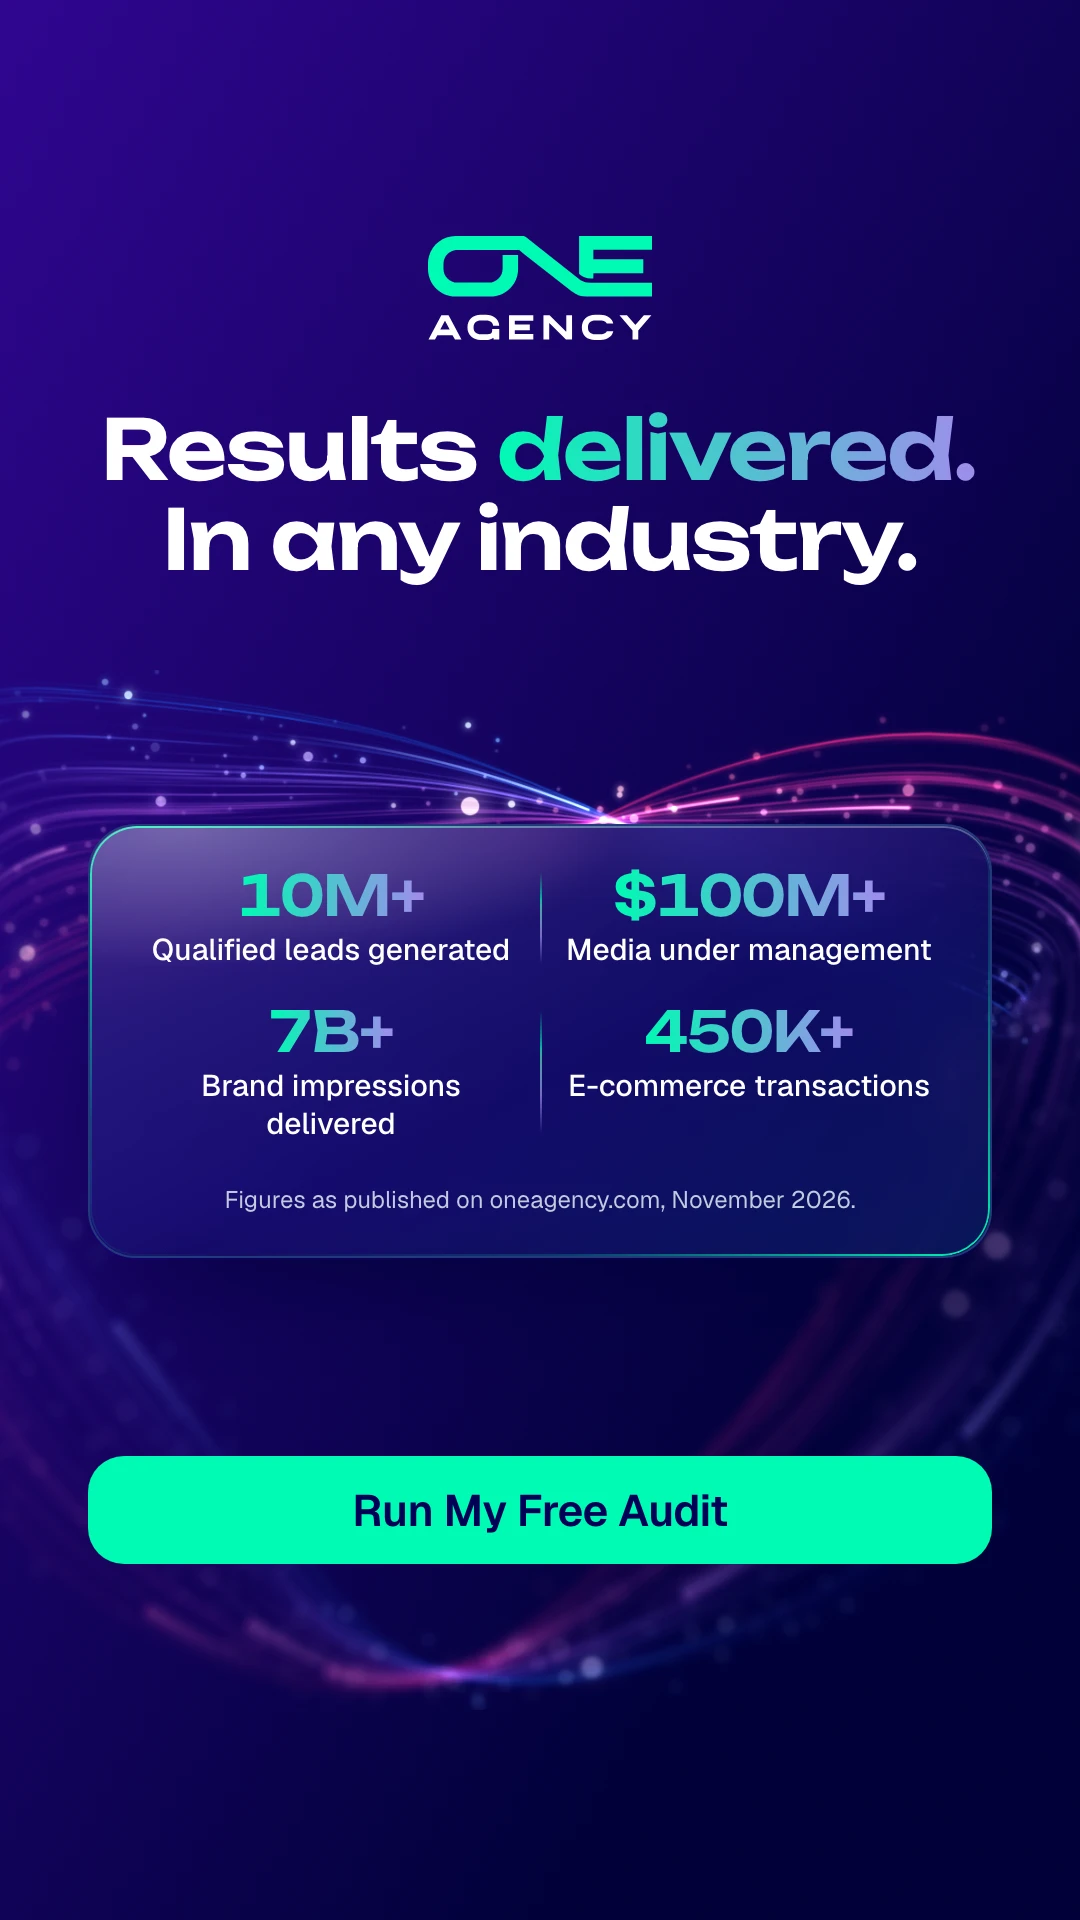 ONE
AGENCY
Results delivered.
In any industry.
10M+
Qualified leads generated
$100M+
Media under management
7B+
Brand impressions
delivered
450K+
E-commerce transactions
Figures as published on oneagency.com, November 2026.
Run My Free Audit